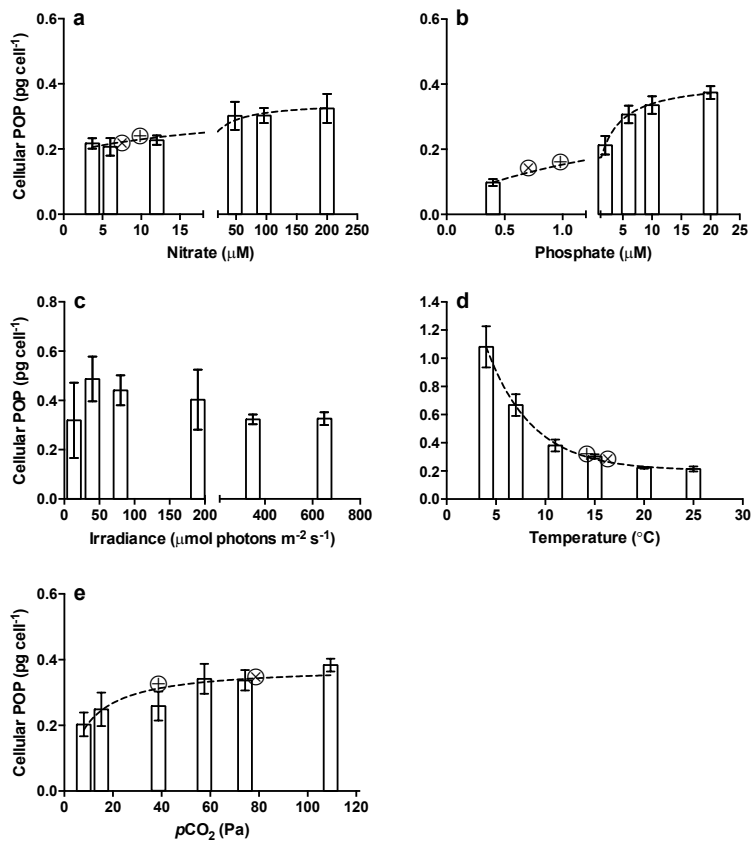 a
Cellular POP (pg cell-1)
0.6
0.4
0.2
0.0
0 5 10 15 50 100 150 200 250
Nitrate (μM)
b
0.6
0.4
0.2
0.0
0.0 0.5 1.0 5 10 15 20 25
Phosphate (μM)
c
Cellular POP (pg cell-1)
0.8
0.6
0.4
0.2
0.0
0 50 100 150 200 400 600 800
Irradiance (μmol photons m-2 s-1)
d
1.4
1.2
1.0
0.8
0.6
0.4
0.2
0.0
0 5 10 15 20 25 30
Temperature (°C)
e
Cellular POP (pg cell-1)
0.6
0.4
0.2
0.0
0 20 40 60 80 100 120
pCO2 (Pa)